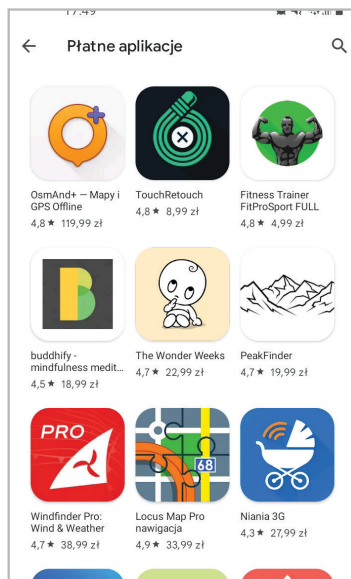 17:49
Płatne aplikacje
OsmAnd+ — Mapy i
GPS Offline
4,8 ★ 119,99 zł
TouchRetouch
4,8 ★ 8,99 zł
Fitness Trainer
FitProSport FULL
4,8 ★ 4,99 zł
buddhify -
mindfulness medit...
4,5 ★ 18,99 zł
The Wonder Weeks
4,7 ★ 22,99 zł
PeakFinder
4,7 ★ 19,99 zł
PRO
Windfinder Pro:
Wind & Weather
4,7 ★ 38,99 zł
68
Locus Map Pro
nawigacja
4,9 ★ 33,99 zł
Niania 3G
4,3 ★ 27,99 zł